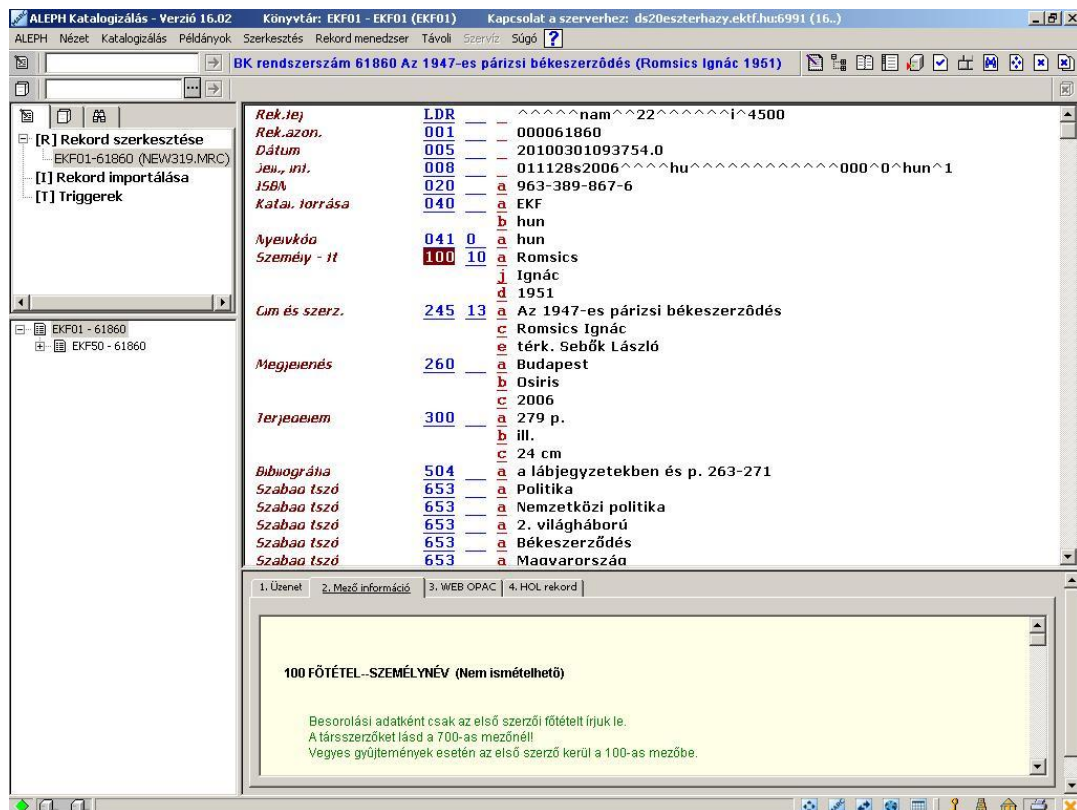 ALEPH Katalogizálás - Verzió 16.02 Könyvtár: EKF01 - EKF01 (EKF01) Kapcsolat a szerverhez: ds20eszterhazy.ektf.hu:6991 (16..)
ALEPH Nézet Katalogizálás Példányok Szerkesztés Rekord menedzser Távoli Szervíz Súgó ?
BK rendszerszám 61860 Az 1947-es párizsi békeszerzôdés (Romsics Ignác 1951)
[R] Rekord szerkesztése
EKF01-61860 (NEW319.MRC)
[I] Rekord importálása
[T] Triggerek
EKF01 - 61860
EKF50 - 61860
Rek.fej LDR ^^^^^nam^^22^^^^^^i^4500
Rek.azon. 001 000061860
Dátum 005 20100301093754.0
008 011128s2006^^^^hu^^^^^^^^^^^^000^0^hun^1
ISBN 020 a 963-389-867-6
Katal. forrása 040 a EKF
b hun
Nyelvkód 041 0 a hun
Személy - ft 100 10 a Romsics
j Ignác
d 1951
Cím és szerz. 245 13 a Az 1947-es párizsi békeszerzôdés
c Romsics Ignác
e térk. Sebők László
Megjelenés 260 a Budapest
b Osiris
c 2006
Terjedelem 300 a 279 p.
b ill.
c 24 cm
Bibliográfia 504 a a lábjegyzetekben és p. 263-271
Szabad tszó 653 a Politika
Szabad tszó 653 a Nemzetközi politika
Szabad tszó 653 a 2. világháború
Szabad tszó 653 a Békeszerződés
Szabad tszó 653 a Magyarország
1. Üzenet 2. Mező információ 3. WEB OPAC 4. HOL rekord
100 FÕTÉTEL--SZEMÉLYNÉV (Nem ismételhetõ)
Besorolási adatként csak az első szerzői főtételt írjuk le.
A társszerzőket lásd a 700-as mezőnél!
Vegyes gyűjtemények esetén az első szerző kerül a 100-as mezőbe.